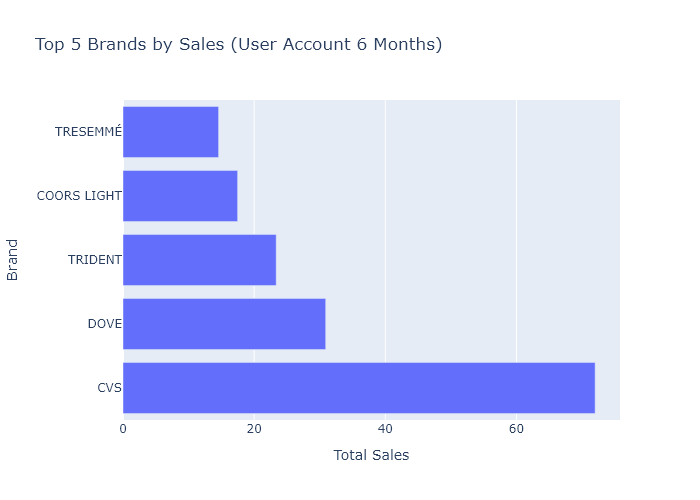 Top 5 Brands by Sales (User Account 6 Months)
TRESEMMÉ
COORS LIGHT
TRIDENT
DOVE
CVS
Brand
0 20 40 60
Total Sales